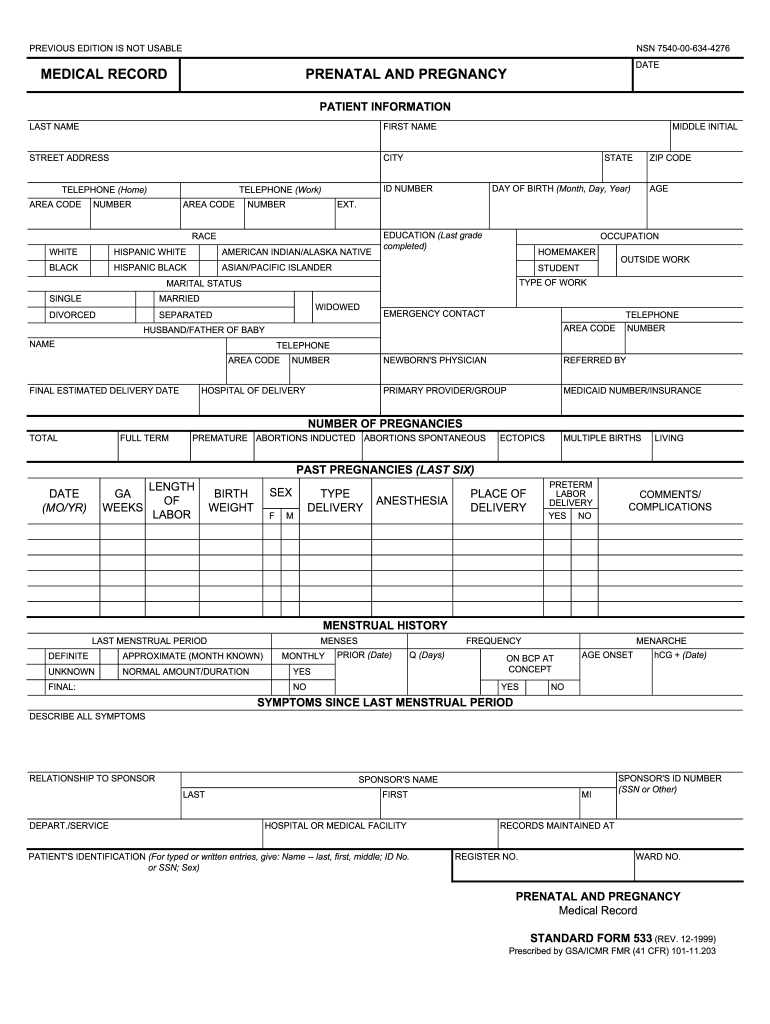 PREVIOUS EDITION IS NOT USABLE NSN 7540-00-634-4276
MEDICAL RECORD PRENATAL AND PREGNANCY DATE
PATIENT INFORMATION
LAST NAME FIRST NAME MIDDLE INITIAL
STREET ADDRESS CITY STATE ZIP CODE
TELEPHONE (Home) TELEPHONE (Work) ID NUMBER DAY OF BIRTH (Month, Day, Year) AGE
AREA CODE NUMBER AREA CODE NUMBER EXT.
RACE EDUCATION (Last grade completed) OCCUPATION
WHITE HISPANIC WHITE AMERICAN INDIAN/ALASKA NATIVE HOMEMAKER OUTSIDE WORK
BLACK HISPANIC BLACK ASIAN/PACIFIC ISLANDER STUDENT
MARITAL STATUS TYPE OF WORK
SINGLE MARRIED WIDOWED
DIVORCED SEPARATED EMERGENCY CONTACT TELEPHONE
HUSBAND/FATHER OF BABY AREA CODE NUMBER
NAME TELEPHONE
AREA CODE NUMBER NEWBORN'S PHYSICIAN REFERRED BY
FINAL ESTIMATED DELIVERY DATE HOSPITAL OF DELIVERY PRIMARY PROVIDER/GROUP MEDICAID NUMBER/INSURANCE
NUMBER OF PREGNANCIES
TOTAL FULL TERM PREMATURE ABORTIONS INDUCTED ABORTIONS SPONTANEOUS ECTOPICS MULTIPLE BIRTHS LIVING
PAST PREGNANCIES (LAST SIX)
DATE (MO/YR) GA WEEKS LENGTH OF LABOR BIRTH WEIGHT SEX TYPE DELIVERY ANESTHESIA PLACE OF DELIVERY PRETERM LABOR DELIVERY COMMENTS/ COMPLICATIONS
F M YES NO
MENSTRUAL HISTORY
LAST MENSTRUAL PERIOD MENSES FREQUENCY MENARCHE
DEFINITE APPROXIMATE (MONTH KNOWN) MONTHLY PRIOR (Date) Q (Days) ON BCP AT CONCEPT AGE ONSET hCG + (Date)
UNKNOWN NORMAL AMOUNT/DURATION YES
FINAL: NO YES NO
SYMPTOMS SINCE LAST MENSTRUAL PERIOD
DESCRIBE ALL SYMPTOMS
RELATIONSHIP TO SPONSOR SPONSOR'S NAME SPONSOR'S ID NUMBER
(SSN or Other)
LAST FIRST MI
DEPART./SERVICE HOSPITAL OR MEDICAL FACILITY RECORDS MAINTAINED AT
PATIENT'S IDENTIFICATION (For typed or written entries, give: Name -- last, first, middle; ID No. REGISTER NO. WARD NO.
or SSN; Sex)
PRENATAL AND PREGNANCY
Medical Record
STANDARD FORM 533 (REV. 12-1999)
Prescribed by GSA/ICMR FMR (41 CFR) 101-11.203